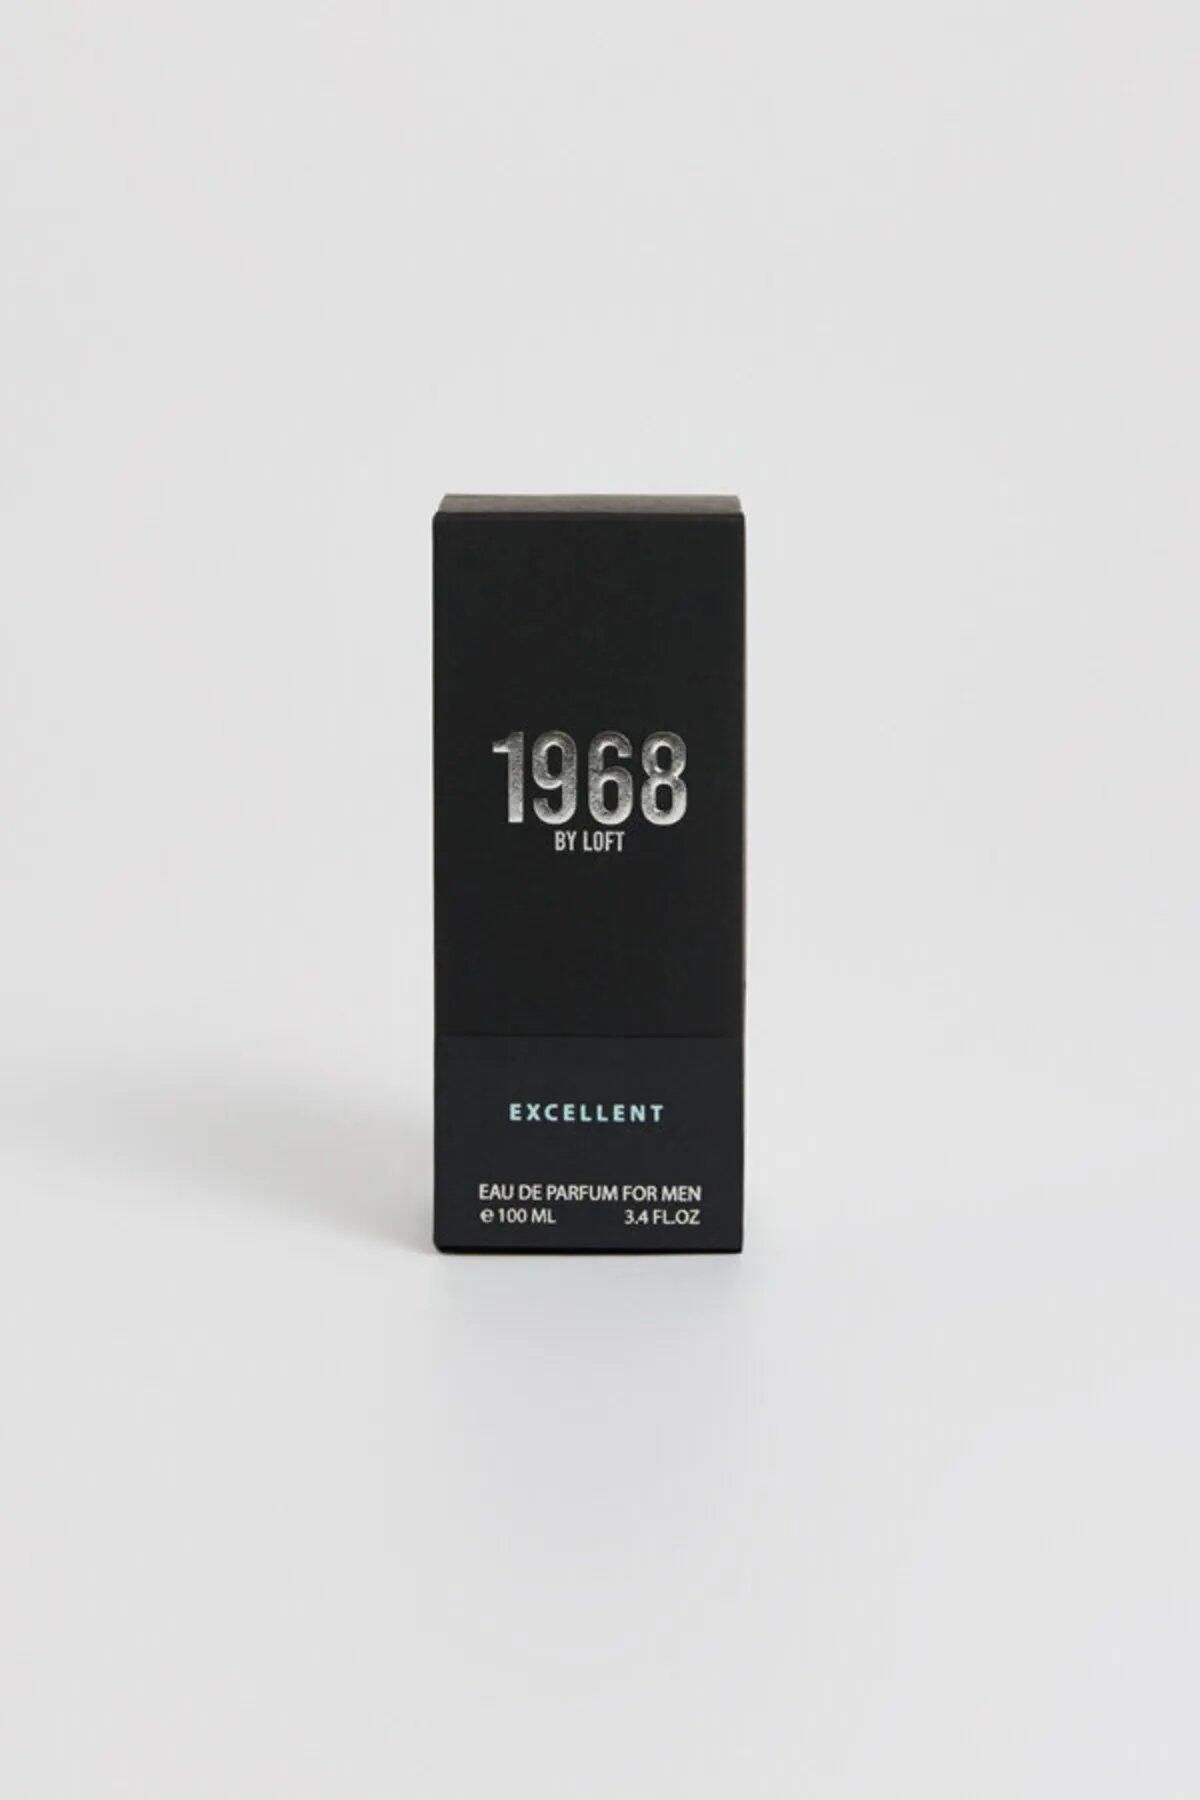 1968
BY LOFT
EXCELLENT
EAU DE PARFUM FOR MEN
℮ 100 ML 3.4 FL.OZ